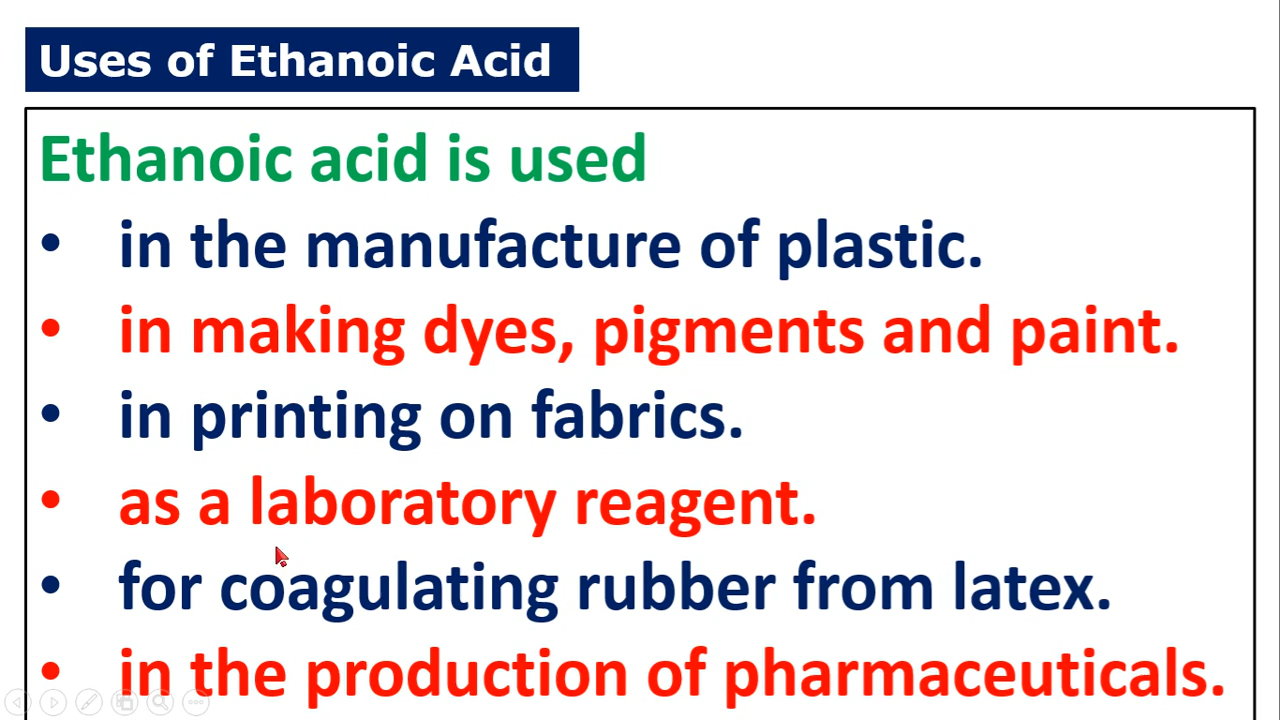 Uses of Ethanoic Acid
Ethanoic acid is used
• in the manufacture of plastic.
• in making dyes, pigments and paint.
• in printing on fabrics.
• as a laboratory reagent.
• for coagulating rubber from latex.
• in the production of pharmaceuticals.